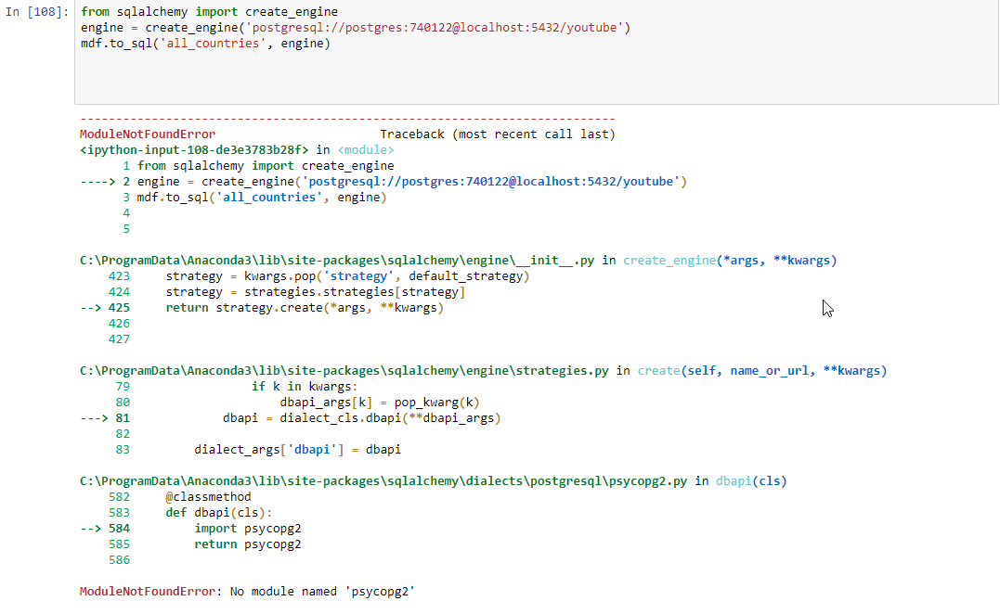 In [108]: from sqlalchemy import create_engine
engine = create_engine('postgresql://postgres:740122@localhost:5432/youtube')
mdf.to_sql('all_countries', engine)
---------------------------------------------------------------------------
ModuleNotFoundError                       Traceback (most recent call last)
<ipython-input-108-de3e3783b28f> in <module>
      1 from sqlalchemy import create_engine
----> 2 engine = create_engine('postgresql://postgres:740122@localhost:5432/youtube')
      3 mdf.to_sql('all_countries', engine)
      4
      5
C:\ProgramData\Anaconda3\lib\site-packages\sqlalchemy\engine\__init__.py in create_engine(*args, **kwargs)
    423     strategy = kwargs.pop('strategy', default_strategy)
    424     strategy = strategies.strategies[strategy]
--> 425     return strategy.create(*args, **kwargs)
    426
    427
C:\ProgramData\Anaconda3\lib\site-packages\sqlalchemy\engine\strategies.py in create(self, name_or_url, **kwargs)
     79                 if k in kwargs:
     80                     dbapi_args[k] = pop_kwarg(k)
---> 81             dbapi = dialect_cls.dbapi(**dbapi_args)
     82
     83         dialect_args['dbapi'] = dbapi
C:\ProgramData\Anaconda3\lib\site-packages\sqlalchemy\dialects\postgresql\psycopg2.py in dbapi(cls)
    582     @classmethod
    583     def dbapi(cls):
--> 584         import psycopg2
    585         return psycopg2
    586
ModuleNotFoundError: No module named 'psycopg2'